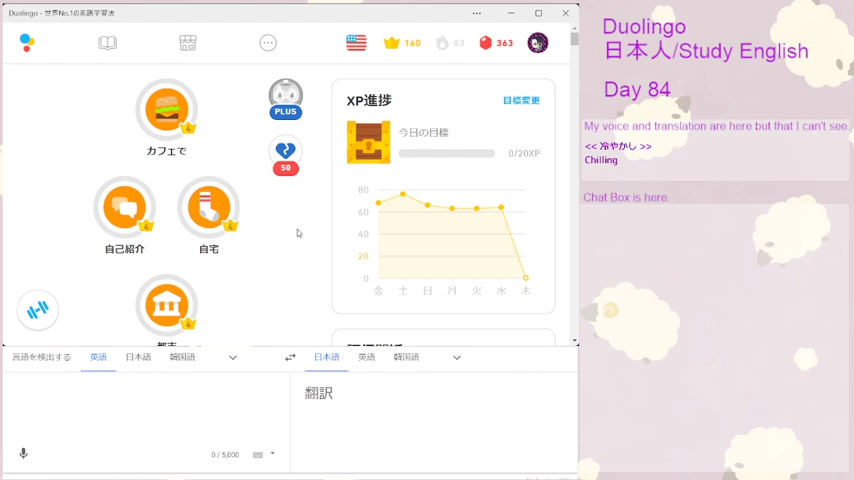 Duolingo - 世界No.1の英語学習法
160
83
363
4
カフェで
PLUS
50
4
自己紹介
4
自宅
4
XP進捗
目標変更
今日の目標
0/20XP
80
60
40
20
0
金 土 日 月 火 水 木
言語を検出する 英語 日本語 韓国語
日本語 英語 韓国語
翻訳
0 / 5,000
Duolingo
日本人/Study English
Day 84
My voice and translation are here but that I can't see.
<< 冷やかし >>
Chilling
Chat Box is here.